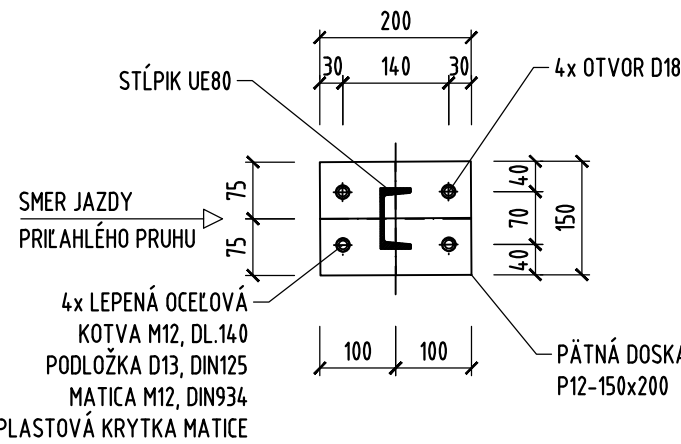 200
30 140 30
STĹPIK UE80
4x OTVOR D18
SMER JAZDY
PRIĽAHLÉHO PRUHU
75
75
40
70
40
150
4x LEPENÁ OCEĽOVÁ
KOTVA M12, DL.140
PODLOŽKA D13, DIN125
MATICA M12, DIN934
PLASTOVÁ KRYTKA MATICE
100 100
PÄTNÁ DOSKA
P12-150x200